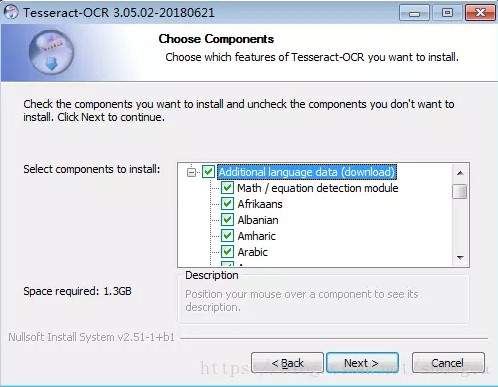 Tesseract-OCR 3.05.02-20180621
Choose Components
Choose which features of Tesseract-OCR you want to install.
Check the components you want to install and uncheck the components you don't want to
install. Click Next to continue.
Select components to install:
Additional language data (download)
Math / equation detection module
Afrikaans
Albanian
Amharic
Arabic
Space required: 1.3GB
Description
Position your mouse over a component to see its
description.
Nullsoft Install System v2.51-1+b1
< Back
Next >
Cancel